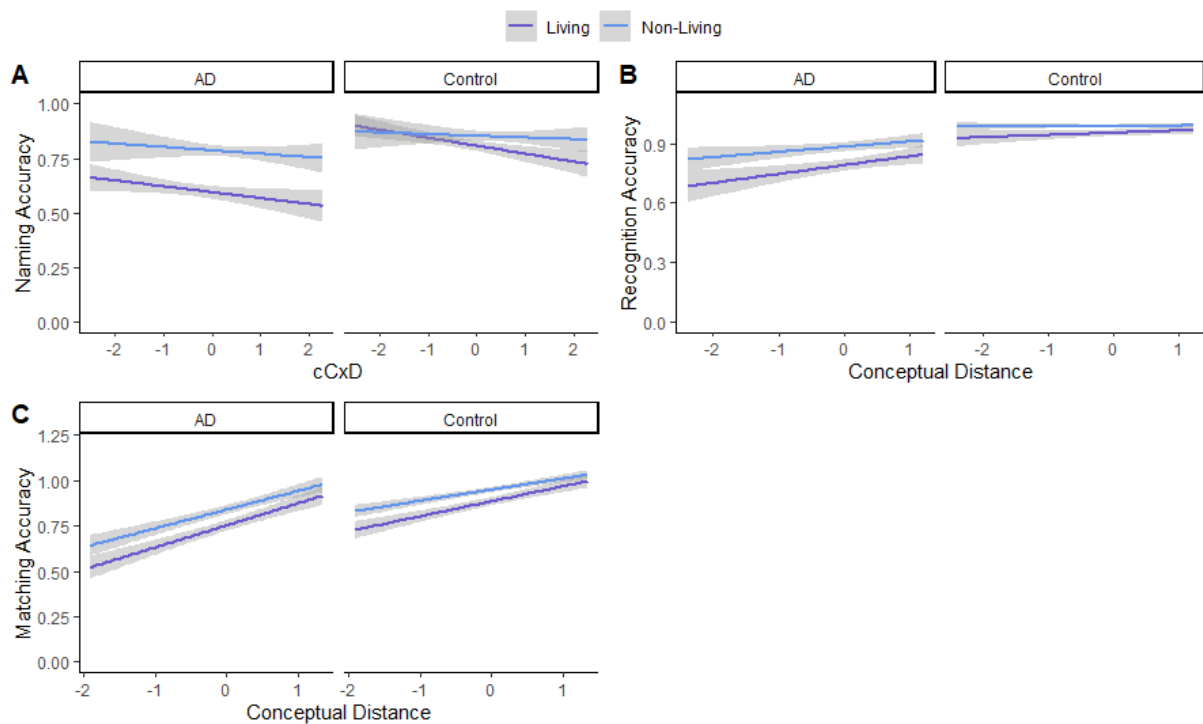 Living Non-Living
A
AD Control
Naming Accuracy
1.00
0.75
0.50
0.25
0.00
-2 -1 0 1 2 -2 -1 0 1 2
cCxD
B
AD Control
Recognition Accuracy
0.9
0.6
0.3
0.0
-2 -1 0 1 -2 -1 0 1
Conceptual Distance
C
AD Control
Matching Accuracy
1.25
1.00
0.75
0.50
0.25
0.00
-2 -1 0 1 -2 -1 0 1
Conceptual Distance